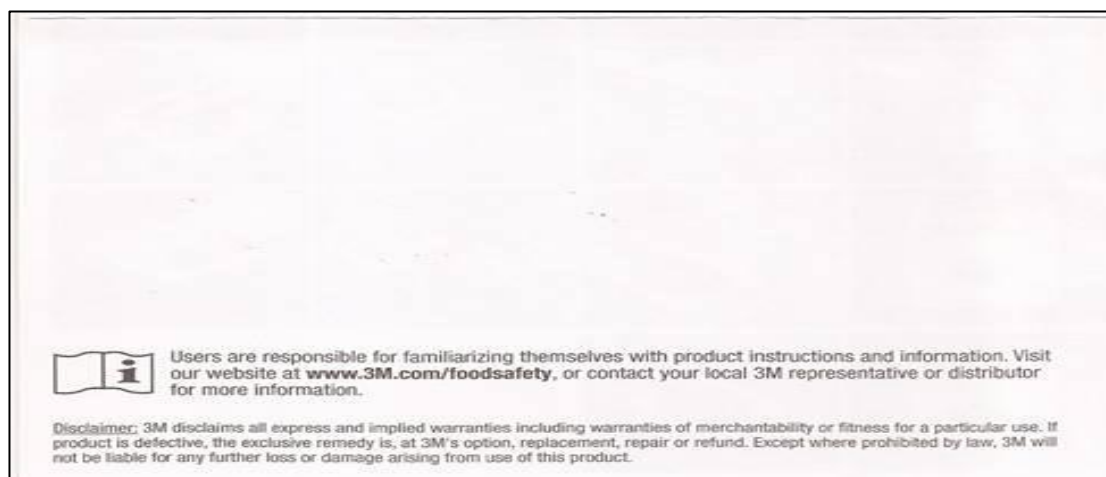 Users are responsible for familiarizing themselves with product instructions and information. Visit
our website at www.3M.com/foodsafety, or contact your local 3M representative or distributor
for more information.
Disclaimer: 3M disclaims all express and implied warranties including warranties of merchantability or fitness for a particular use. If
product is defective, the exclusive remedy is, at 3M's option, replacement, repair or refund. Except where prohibited by law, 3M will
not be liable for any further loss or damage arising from use of this product.